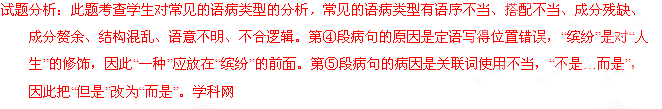 试题分析：此题考查学生对常见的语病类型的分析，常见的语病类型有语序不当、搭配不当、成分残缺、
成分赘余、结构混乱、语意不明、不合逻辑。第④段病句的原因是定语写得位置错误，“缤纷”是对“人
生”的修饰，因此“一种”应放在“缤纷”的前面。第⑤段病句的病因是关联词使用不当，“不是…而是”，
因此把“但是”改为“而是”。学科网